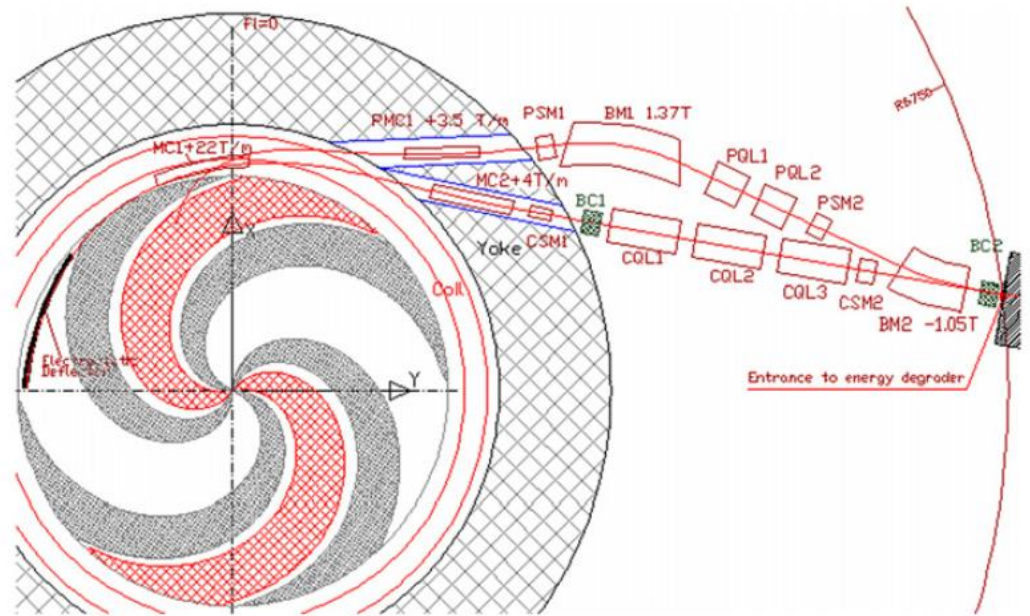 Fi=0
R6750
PSM1
BM1 1.37T
PMC1 +3.5 T/m
MC1+22T/m
PQL1
PQL2
MC2+4T/m
PSM2
BC1
CSM1
Yoke
BC2
CQL1
CQL2
Coil
CQL3
CSM2
BM2 -1.05T
Y
Y
Entrance to energy degrader